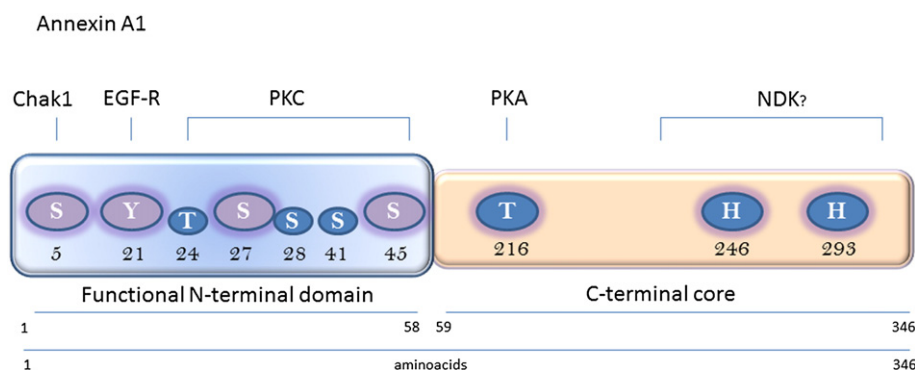 Annexin A1
Chak1 EGF-R PKC PKA NDK?
S Y T S S S S T H H
5 21 24 27 28 41 45 216 246 293
Functional N-terminal domain C-terminal core
1 58 59 346
1 aminoacids 346